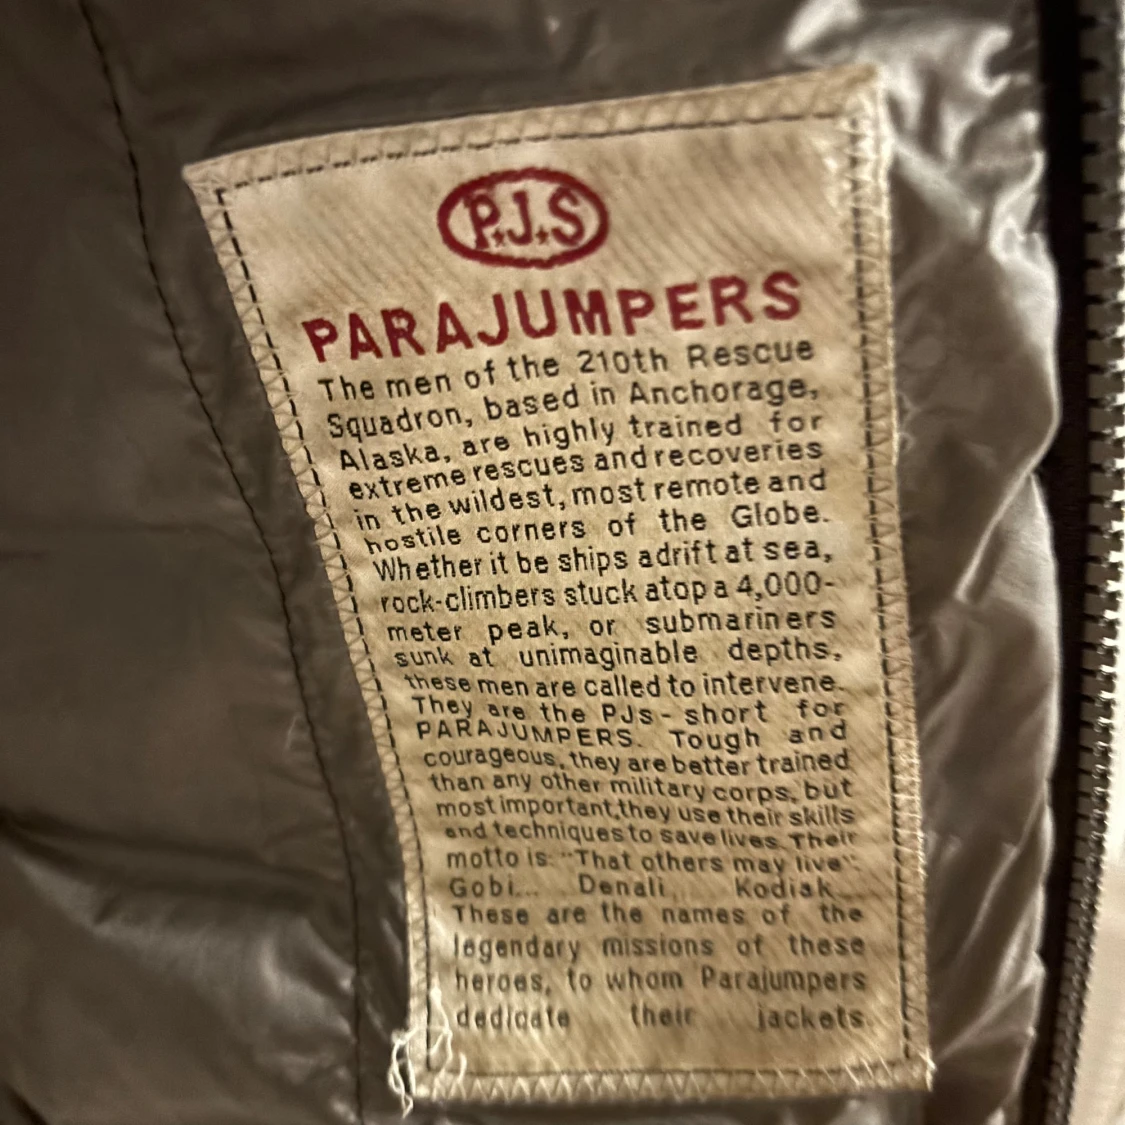 P.J.S
PARAJUMPERS
The men of the 210th Rescue
Squadron, based in Anchorage,
Alaska, are highly trained for
extreme rescues and recoveries
in the wildest, most remote and
hostile corners of the Globe.
Whether it be ships adrift at sea,
rock-climbers stuck atop a 4,000-
meter peak, or submariners
sunk at unimaginable depths,
these men are called to intervene.
They are the PJs - short for
PARAJUMPERS. Tough and
courageous, they are better trained
than any other military corps, but
most important,they use their skills
and techniques to save lives. Their
motto is: "That others may live".
Gobi... Denali... Kodiak...
These are the names of the
legendary missions of these
heroes, to whom Parajumpers
dedicate their jackets.